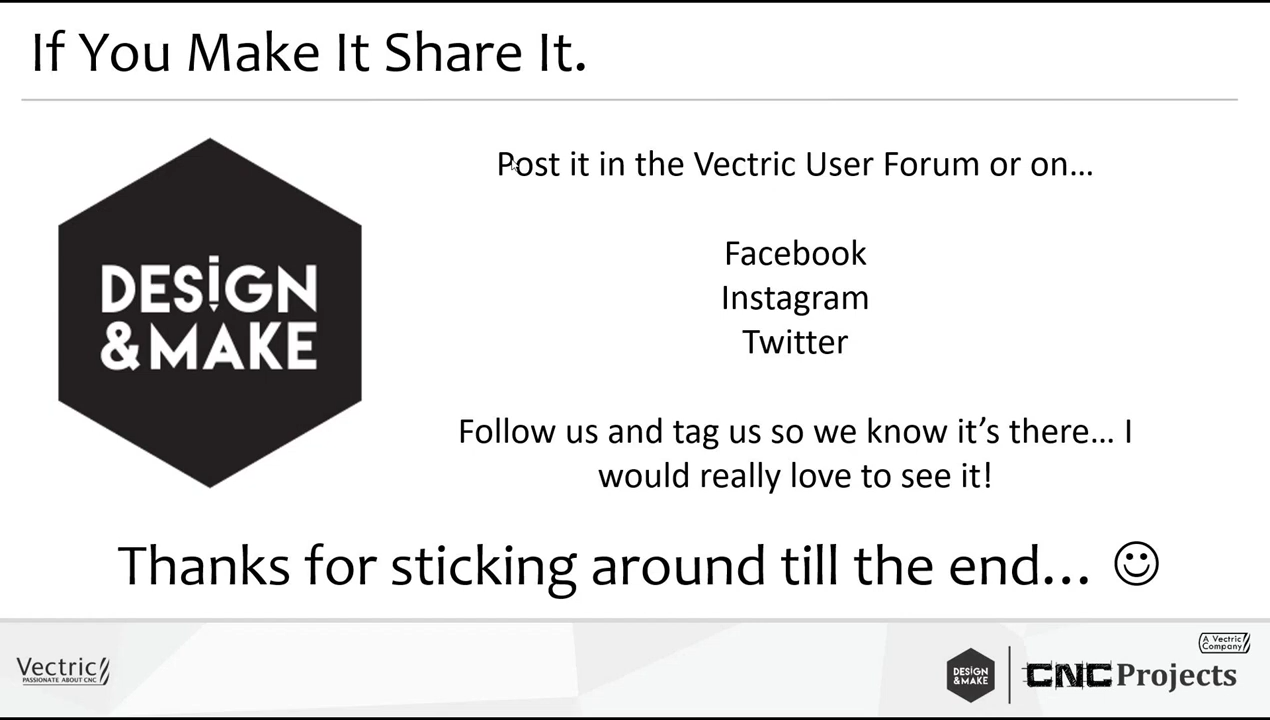 If You Make It Share It.
DESiGN
&MAKE
Post it in the Vectric User Forum or on...
Facebook
Instagram
Twitter
Follow us and tag us so we know it’s there... I
would really love to see it!
Thanks for sticking around till the end...
Vectric
PASSIONATE ABOUT CNC
DESiGN
&MAKE
CNC Projects
A Vectric
Company